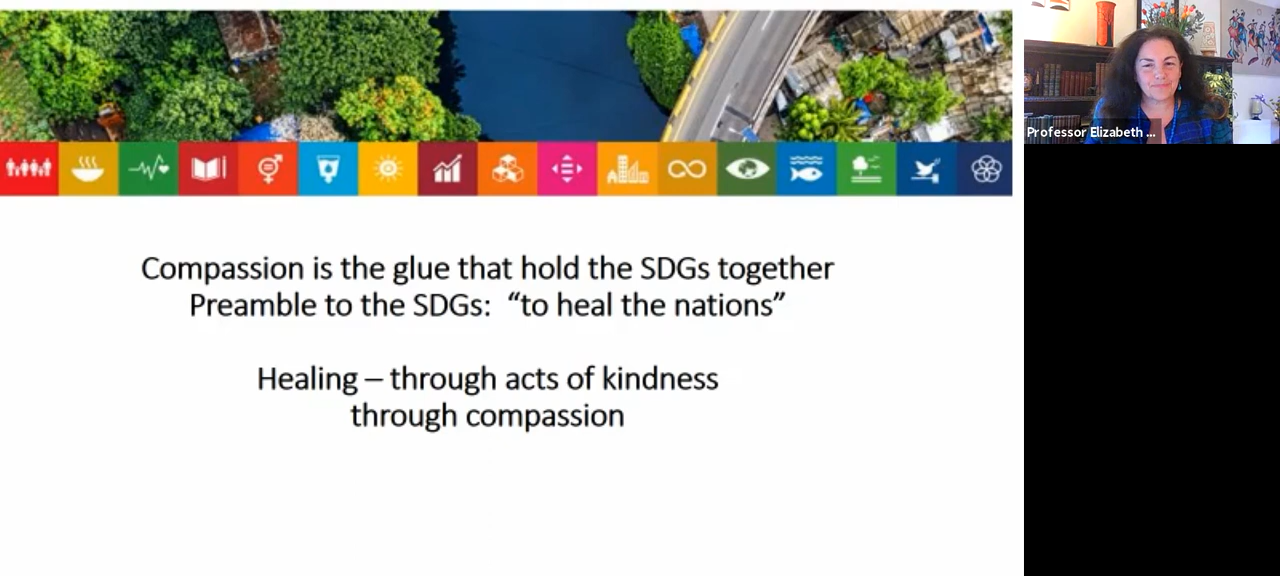 Professor Elizabeth ...
Compassion is the glue that hold the SDGs together
Preamble to the SDGs: “to heal the nations”
Healing – through acts of kindness
through compassion